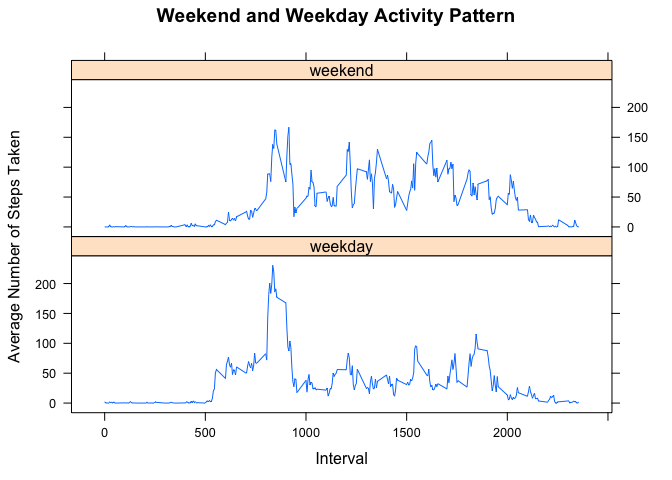 Weekend and Weekday Activity Pattern
weekend
200
150
100
50
0
weekday
200
150
100
50
0
Average Number of Steps Taken
0 500 1000 1500 2000
Interval